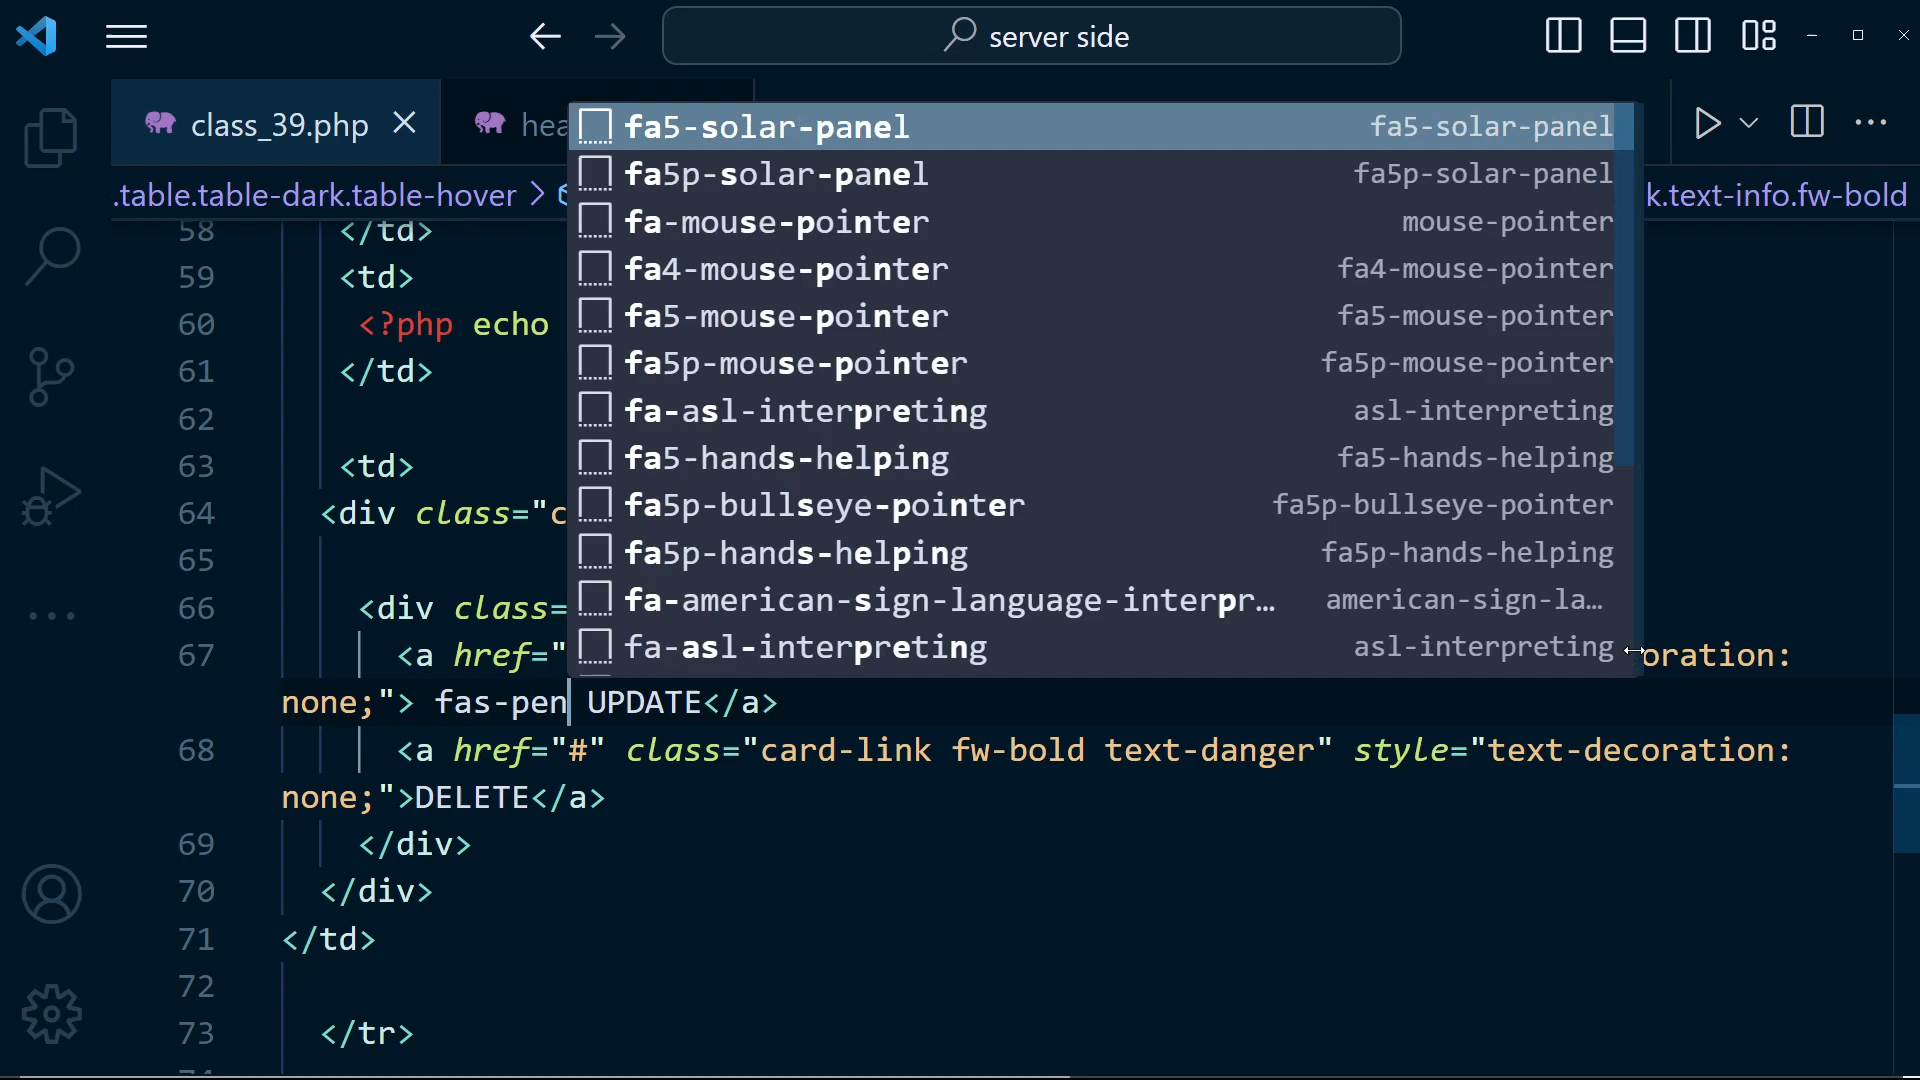 server side
class_39.php
hea
.table.table-dark.table-hover
k.text-info.fw-bold
fa5-solar-panel fa5-solar-panel
fa5p-solar-panel fa5p-solar-panel
fa-mouse-pointer mouse-pointer
fa4-mouse-pointer fa4-mouse-pointer
fa5-mouse-pointer fa5-mouse-pointer
fa5p-mouse-pointer fa5p-mouse-pointer
fa-asl-interpreting asl-interpreting
fa5-hands-helping fa5-hands-helping
fa5p-bullseye-pointer fa5p-bullseye-pointer
fa5p-hands-helping fa5p-hands-helping
fa-american-sign-language-interpr… american-sign-la…
fa-asl-interpreting asl-interpreting
58 </td>
59 <td>
60 <?php echo
61 </td>
62
63 <td>
64 <div class="c
65
66 <div class=
67 <a href=" oration:
none;"> fas-pen UPDATE</a>
68 <a href="#" class="card-link fw-bold text-danger" style="text-decoration:
none;">DELETE</a>
69 </div>
70 </div>
71 </td>
72
73 </tr>